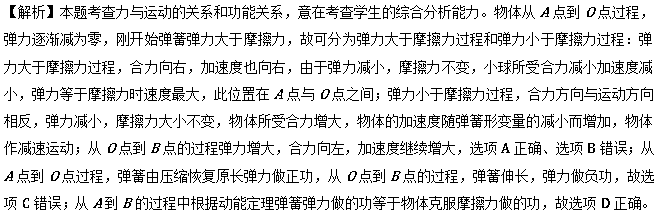 【解析】本题考查力与运动的关系和功能关系，意在考查学生的综合分析能力。物体从 A 点到 O 点过程，
弹力逐渐减为零，刚开始弹簧弹力大于摩擦力，故可分为弹力大于摩擦力过程和弹力小于摩擦力过程：弹
力大于摩擦力过程，合力向右，加速度也向右，由于弹力减小，摩擦力不变，小球所受合力减小加速度减
小，弹力等于摩擦力时速度最大，此位置在 A 点与 O 点之间；弹力小于摩擦力过程，合力方向与运动方向
相反，弹力减小，摩擦力大小不变，物体所受合力增大，物体的加速度随弹簧形变量的减小而增加，物体
作减速运动；从 O 点到 B 点的过程弹力增大，合力向左，加速度继续增大，选项 A 正确、选项 B 错误；从
A 点到 O 点过程，弹簧由压缩恢复原长弹力做正功，从 O 点到 B 点的过程，弹簧伸长，弹力做负功，故选
项 C 错误；从 A 到 B 的过程中根据动能定理弹簧弹力做的功等于物体克服摩擦力做的功，故选项 D 正确。